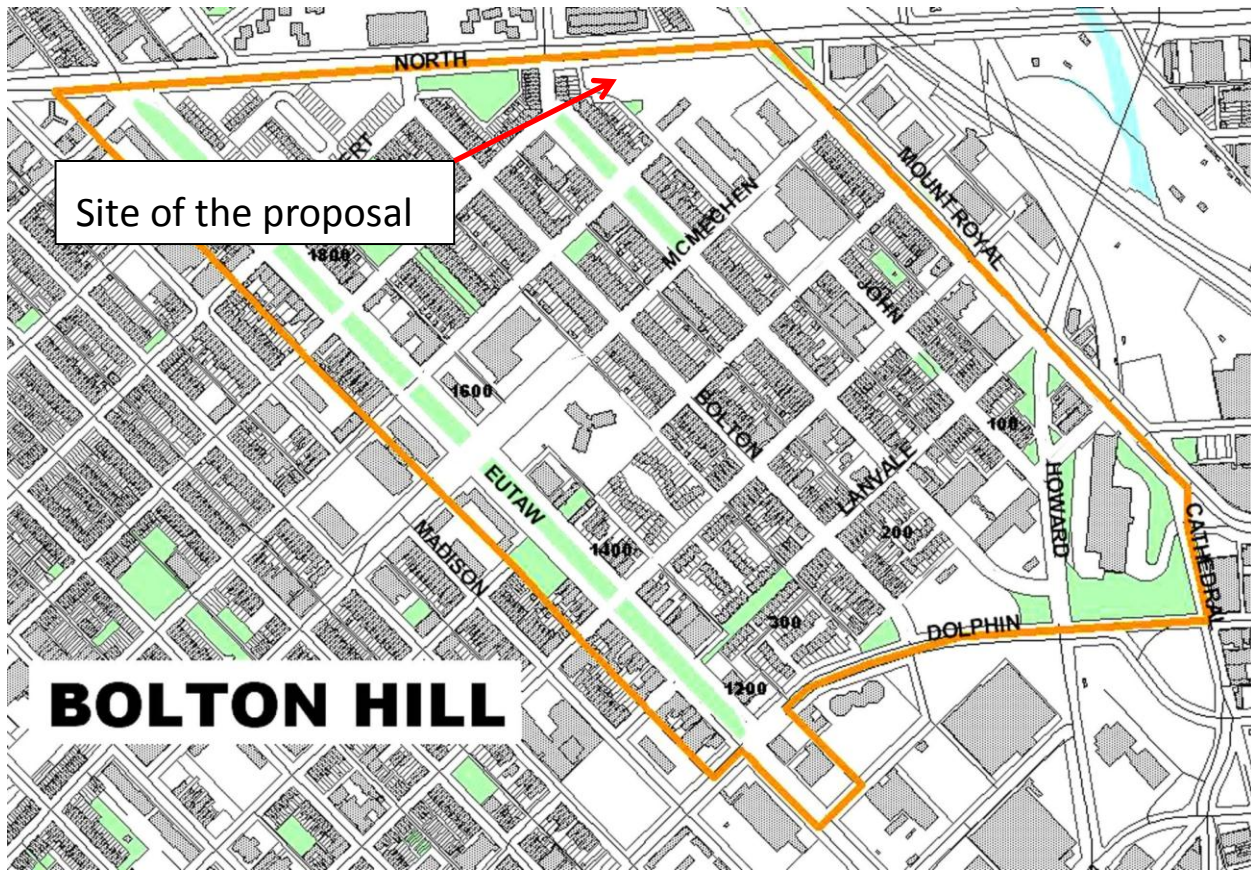 NORTH
MOUNT ROYAL
MCMECHEN
Site of the proposal
1800
JOHN
1600
BOLTON
100
EUTAW
LANVALE
HOWARD
CATHEDRAL
200
1400
MADISON
300
DOLPHIN
1200
BOLTON HILL